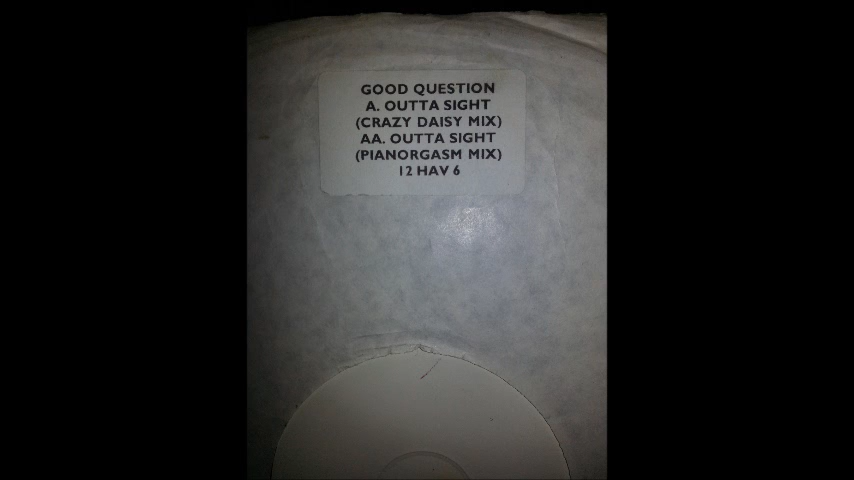 GOOD QUESTION
A. OUTTA SIGHT
(CRAZY DAISY MIX)
AA. OUTTA SIGHT
(PIANORGASM MIX)
12 HAV 6